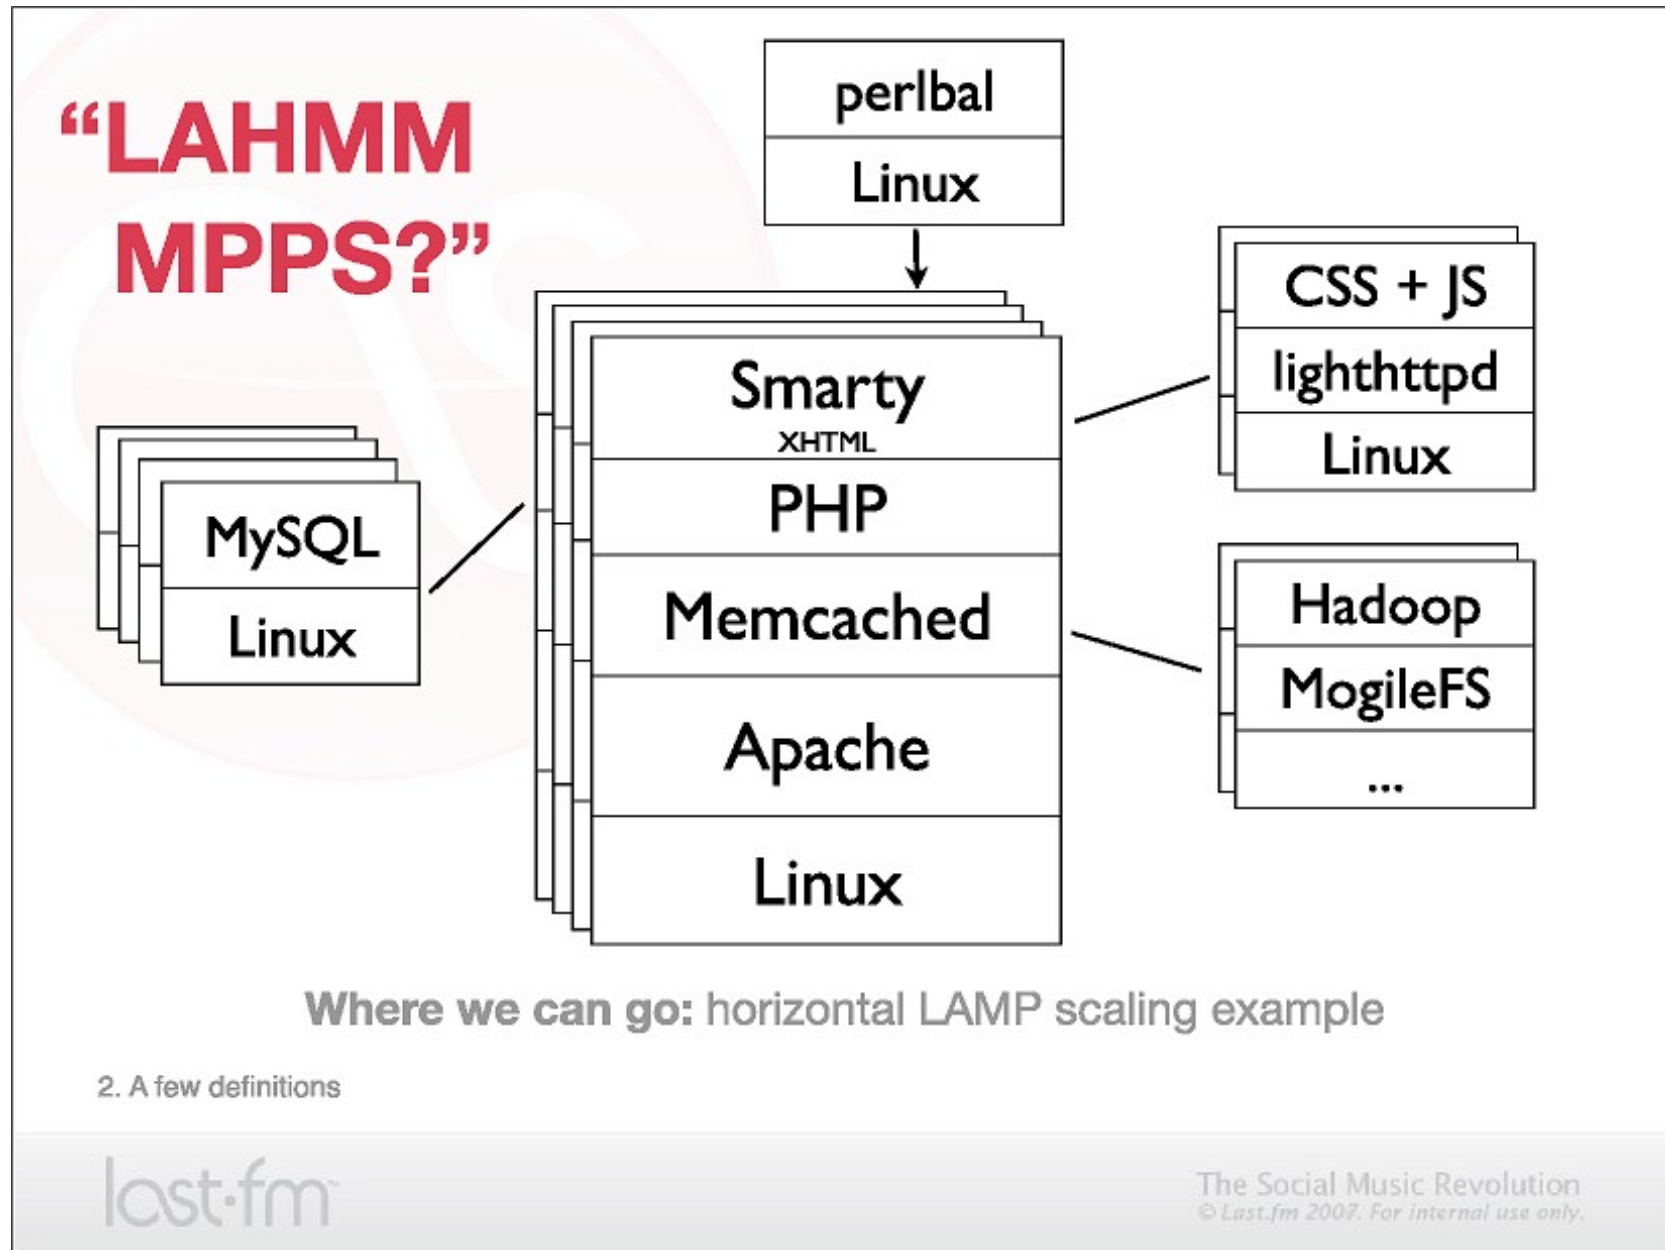 “LAHMM
MPPS?”
perlbal
Linux
CSS + JS
lighthttpd
Linux
Smarty
XHTML
PHP
Memcached
Apache
Linux
MySQL
Linux
Hadoop
MogileFS
...
Where we can go: horizontal LAMP scaling example
2. A few definitions
last.fm
The Social Music Revolution
© Last.fm 2007. For internal use only.